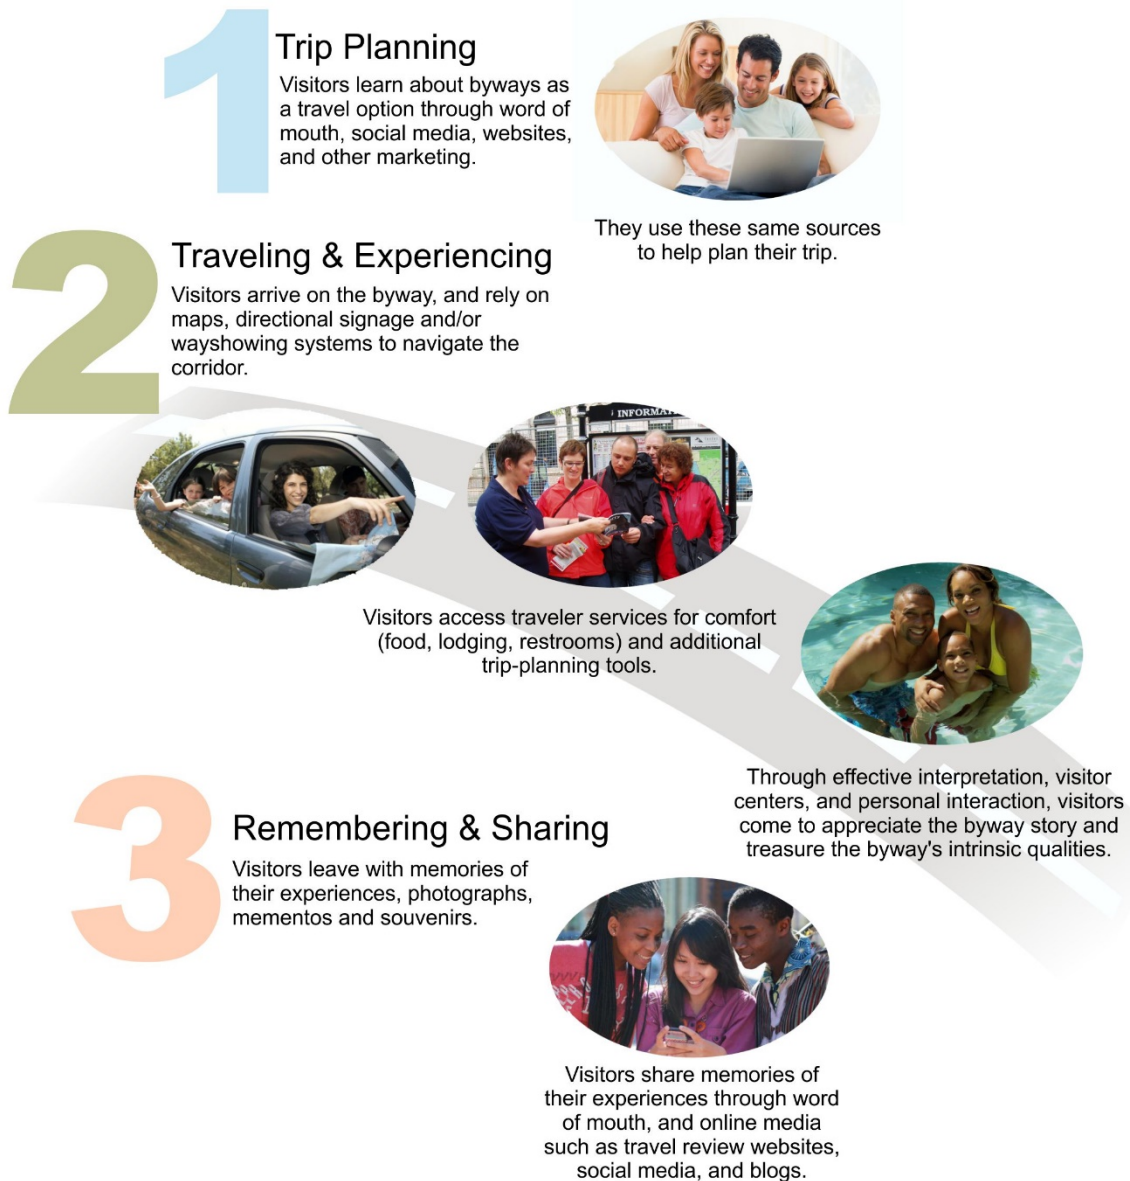 1
Trip Planning
Visitors learn about byways as
a travel option through word of
mouth, social media, websites,
and other marketing.
They use these same sources
to help plan their trip.
2
Traveling & Experiencing
Visitors arrive on the byway, and rely on
maps, directional signage and/or
wayshowing systems to navigate the
corridor.
INFORMA
Visitors access traveler services for comfort
(food, lodging, restrooms) and additional
trip-planning tools.
Through effective interpretation, visitor
centers, and personal interaction, visitors
come to appreciate the byway story and
treasure the byway's intrinsic qualities.
3
Remembering & Sharing
Visitors leave with memories of
their experiences, photographs,
mementos and souvenirs.
Visitors share memories of
their experiences through word
of mouth, and online media
such as travel review websites,
social media, and blogs.